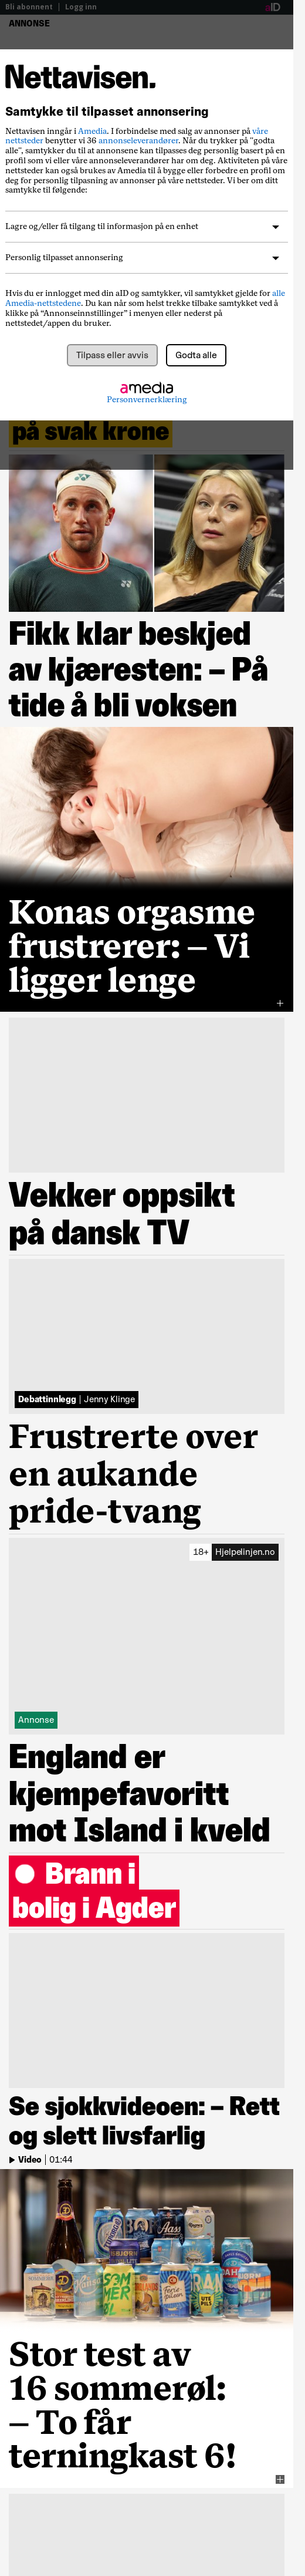 Bli abonnent | Logg inn
aID
ANNONSE
Nettavisen.
Samtykke til tilpasset annonsering
Nettavisen inngår i Amedia. I forbindelse med salg av annonser på våre
nettsteder benytter vi 36 annonseleverandører. Når du trykker på "godta
alle", samtykker du til at annonsene kan tilpasses deg personlig basert på en
profil som vi eller våre annonseleverandører har om deg. Aktiviteten på våre
nettsteder kan også brukes av Amedia til å bygge eller forbedre en profil om
deg for personlig tilpasning av annonser på våre nettsteder. Vi ber om ditt
samtykke til følgende:
Lagre og/eller få tilgang til informasjon på en enhet
Personlig tilpasset annonsering
Hvis du er innlogget med din aID og samtykker, vil samtykket gjelde for alle
Amedia-nettstedene. Du kan når som helst trekke tilbake samtykket ved å
klikke på “Annonseinnstillinger” i menyen eller nederst på
nettstedet/appen du bruker.
Tilpass eller avvis
Godta alle
amedia
Personvernerklæring
på svak krone
Fikk klar beskjed
av kjæresten: – På
tide å bli voksen
Konas orgasme
frustrerer: – Vi
ligger lenge
Vekker oppsikt
på dansk TV
Debattinnlegg | Jenny Klinge
Frustrerte over
en aukande
pride-tvang
18+ Hjelpelinjen.no
Annonse
England er
kjempefavoritt
mot Island i kveld
Brann i
bolig i Agder
Se sjokkvideoen: – Rett
og slett livsfarlig
Video | 01:44
SOM
MER
ØL
Aass
UTE
PILS
Stor test av
16 sommerøl:
– To får
terningkast 6!